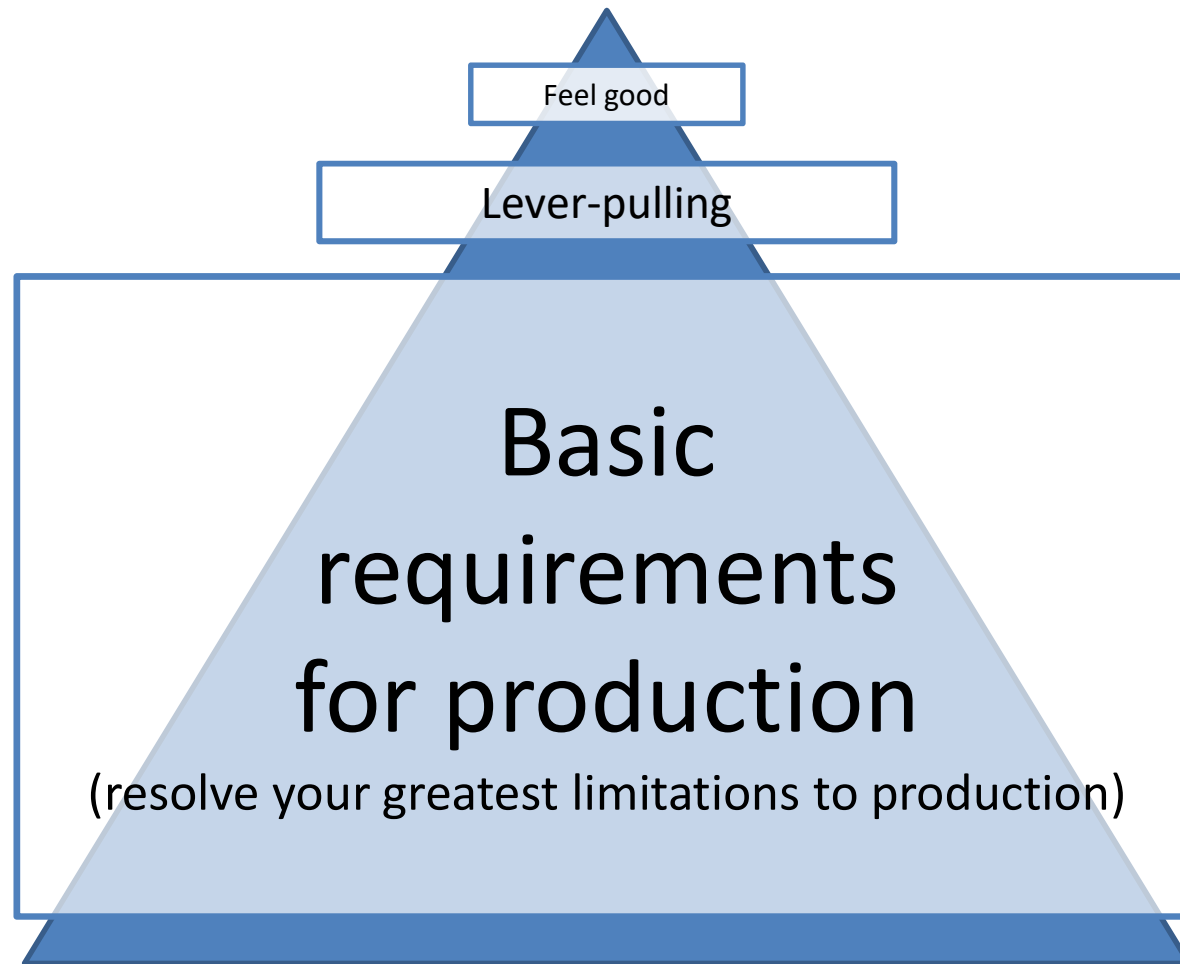 Feel good
Lever-pulling
Basic
requirements
for production
(resolve your greatest limitations to production)